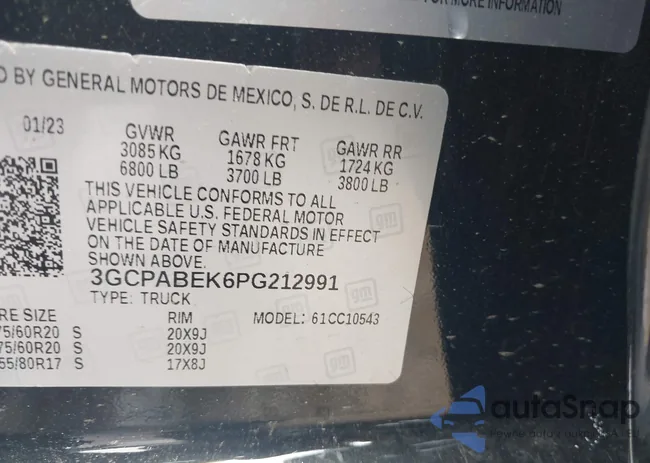 FOR MORE INFORMATION
D BY GENERAL MOTORS DE MEXICO, S. DE R.L. DE C.V.
01/23
GVWR GAWR FRT GAWR RR
3085 KG 1678 KG 1724 KG
6800 LB 3700 LB 3800 LB
THIS VEHICLE CONFORMS TO ALL
APPLICABLE U.S. FEDERAL MOTOR
VEHICLE SAFETY STANDARDS IN EFFECT
ON THE DATE OF MANUFACTURE
SHOWN ABOVE.
3GCPABEK6PG212991
TYPE: TRUCK
RE SIZE RIM MODEL: 61CC10543
75/60R20 S 20X9J
75/60R20 S 20X9J
55/80R17 S 17X8J
gm
autoSnap